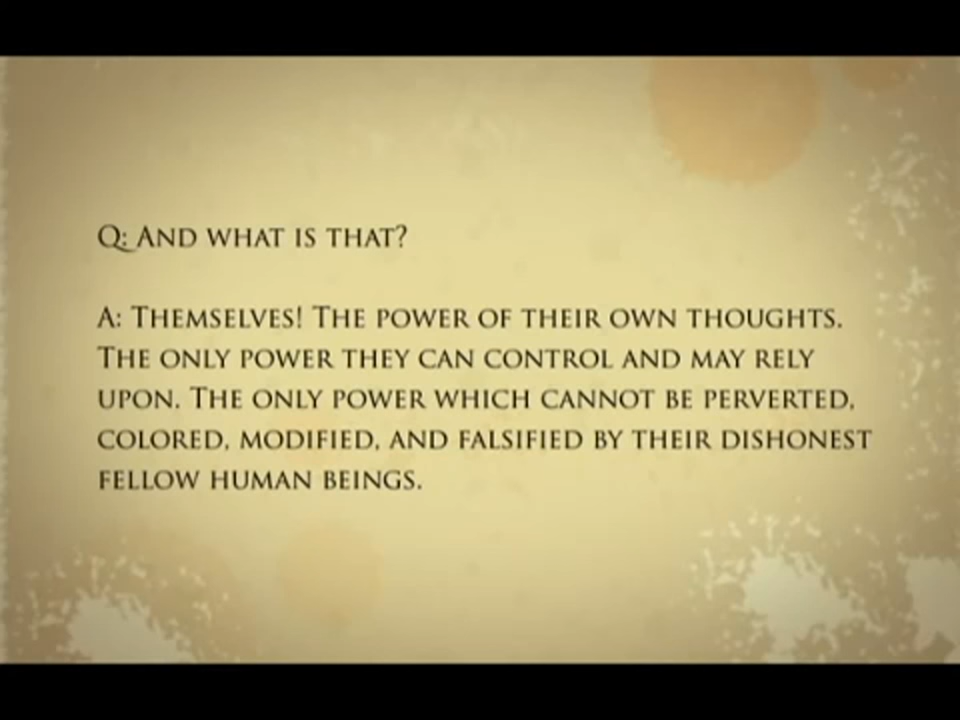 Q: And what is that?
A: Themselves! The power of their own thoughts.
The only power they can control and may rely
upon. The only power which cannot be perverted,
colored, modified, and falsified by their dishonest
fellow human beings.